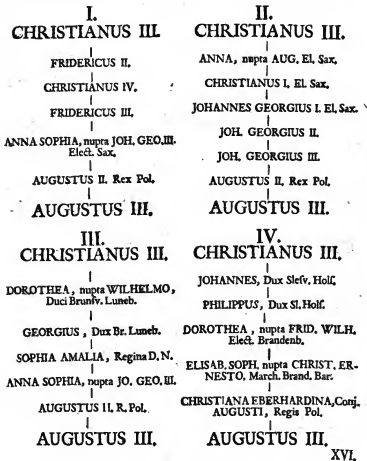 I.
CHRISTIANUS III.
FRIDERICUS II.
CHRISTIANUS IV.
FRIDERICUS III.
ANNA SOPHIA, nupta JOH. GEO. III.
Elect. Sax.
AUGUSTUS II. Rex Pol.
AUGUSTUS III.
II.
CHRISTIANUS III.
ANNA, nupta AUG. El. Sax.
CHRISTIANUS I. El. Sax.
JOHANNES GEORGIUS I. El. Sax.
JOH. GEORGIUS II.
JOH. GEORGIUS III.
AUGUSTUS II. Rex Pol.
AUGUSTUS III.
III.
CHRISTIANUS III.
DOROTHEA, nupta WILHELMO,
Duci Brunsv. Luneb.
GEORGIUS, Dux Br. Luneb.
SOPHIA AMALIA, Regina D. N.
ANNA SOPHIA, nupta JO. GEO. III.
AUGUSTUS II. R. Pol.
AUGUSTUS III.
IV.
CHRISTIANUS III.
JOHANNES, Dux Slesv. Hols.
PHILIPPUS, Dux Sl. Hols.
DOROTHEA, nupta FRID. WILH.
Elect. Brandenb.
ELISAB. SOPH. nupta CHRIST. ER-
NESTO, March. Brand. Bar.
CHRISTIANA EBERHARDINA, Conj.
AUGUSTI, Regis Pol.
AUGUSTUS III.
XVI.